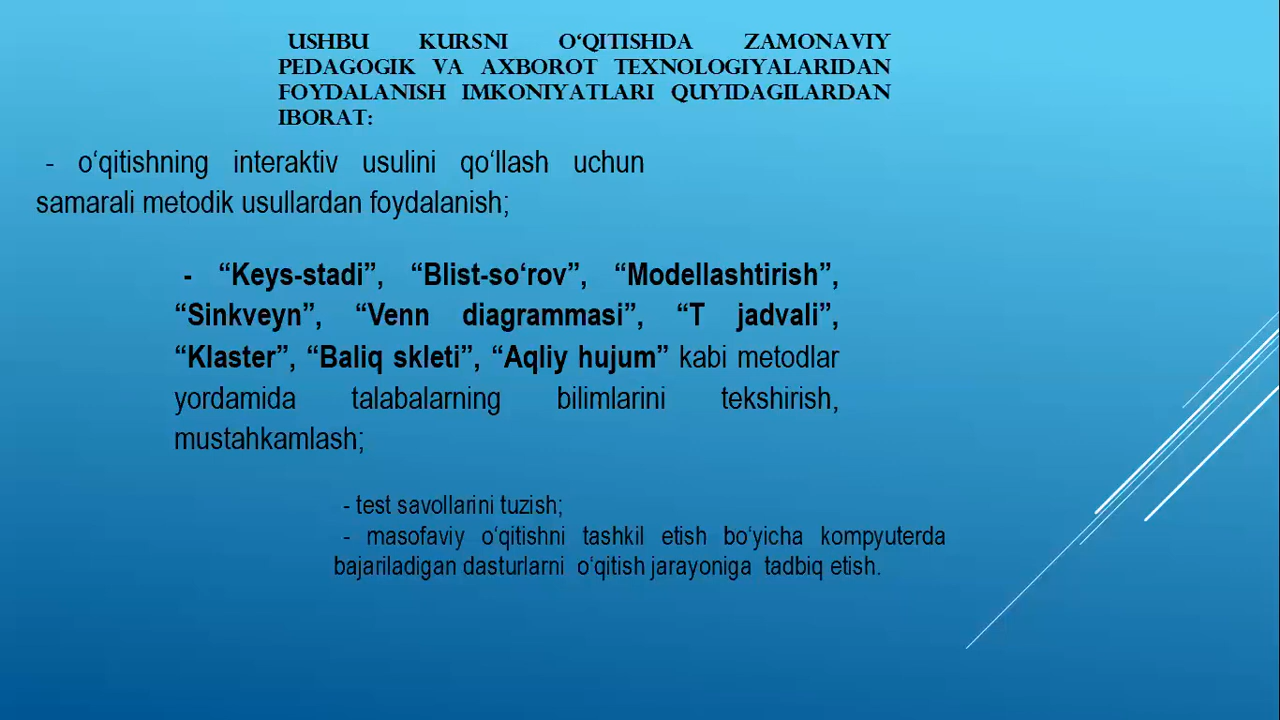 USHBU KURSNI O‘QITISHDA ZAMONAVIY
PEDAGOGIK VA AXBOROT TEXNOLOGIYALARIDAN
FOYDALANISH IMKONIYATLARI QUYIDAGILARDAN
IBORAT:
- o‘qitishning interaktiv usulini qo‘llash uchun
samarali metodik usullardan foydalanish;
- “Keys-stadi”, “Blist-so‘rov”, “Modellashtirish”,
“Sinkveyn”, “Venn diagrammasi”, “T jadvali”,
“Klaster”, “Baliq skleti”, “Aqliy hujum” kabi metodlar
yordamida talabalarning bilimlarini tekshirish,
mustahkamlash;
- test savollarini tuzish;
- masofaviy o‘qitishni tashkil etish bo‘yicha kompyuterda
bajariladigan dasturlarni o‘qitish jarayoniga tadbiq etish.